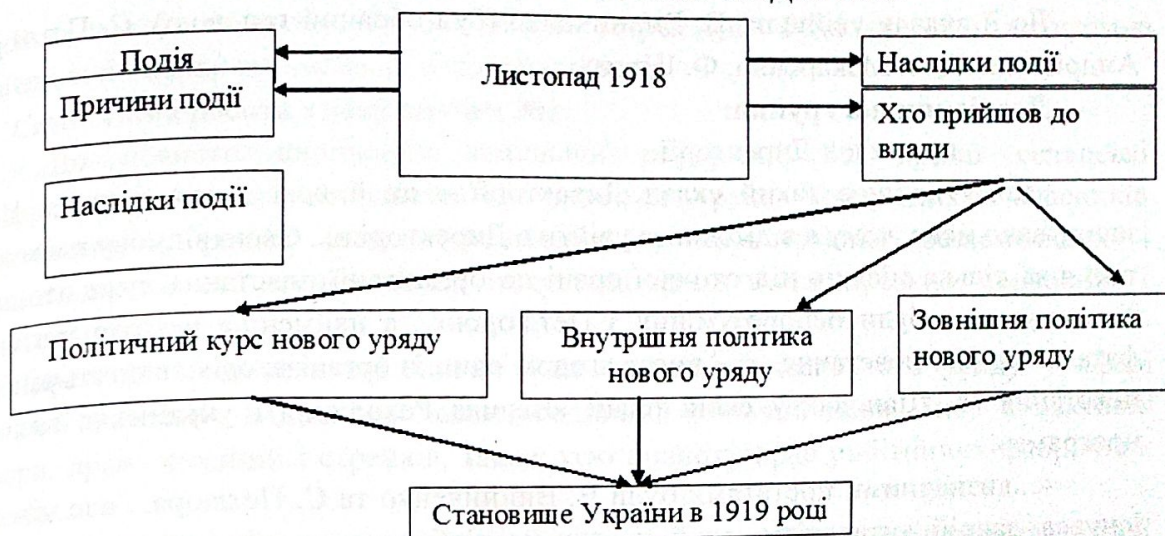 Подія
Причини події
Листопад 1918
Наслідки події
Хто прийшов до
влади
Наслідки події
Політичний курс нового уряду
Внутрішня політика
нового уряду
Зовнішня політика
нового уряду
Становище України в 1919 році